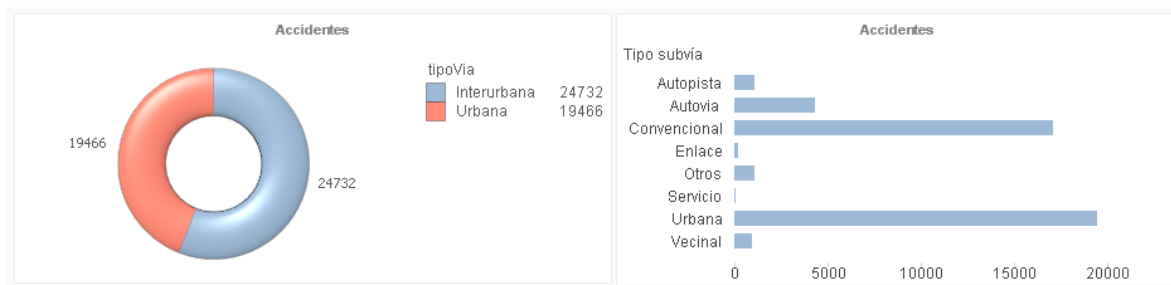 Accidentes
tipoVia
Interurbana 24732
Urbana 19466
19466
24732
Accidentes
Tipo subvía
Autopista
Autovia
Convencional
Enlace
Otros
Servicio
Urbana
Vecinal
0 5000 10000 15000 20000